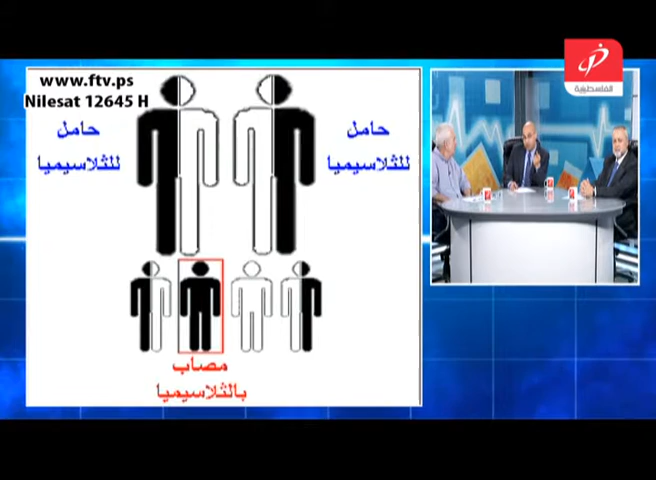 www.ftv.ps
Nilesat 12645 H
الفلسطينية
حامل
للثلاسيميا
حامل
للثلاسيميا
مصاب
بالثلاسيميا